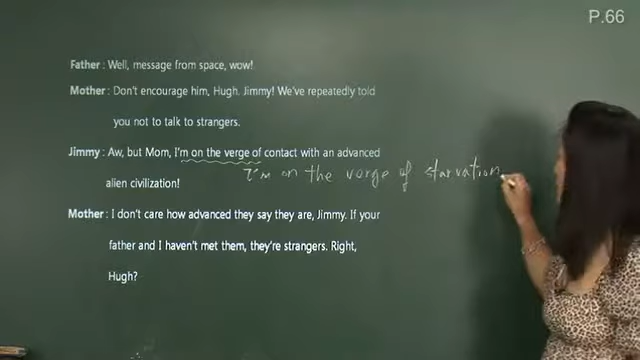 P.66
Father : Well, message from space, wow!
Mother : Don't encourage him, Hugh. Jimmy! We've repeatedly told
you not to talk to strangers.
Jimmy : Aw, but Mom, I'm on the verge of contact with an advanced
I'm on the verge of starvation
alien civilization!
Mother : I don't care how advanced they say they are, Jimmy. If your
father and I haven't met them, they're strangers. Right,
Hugh?